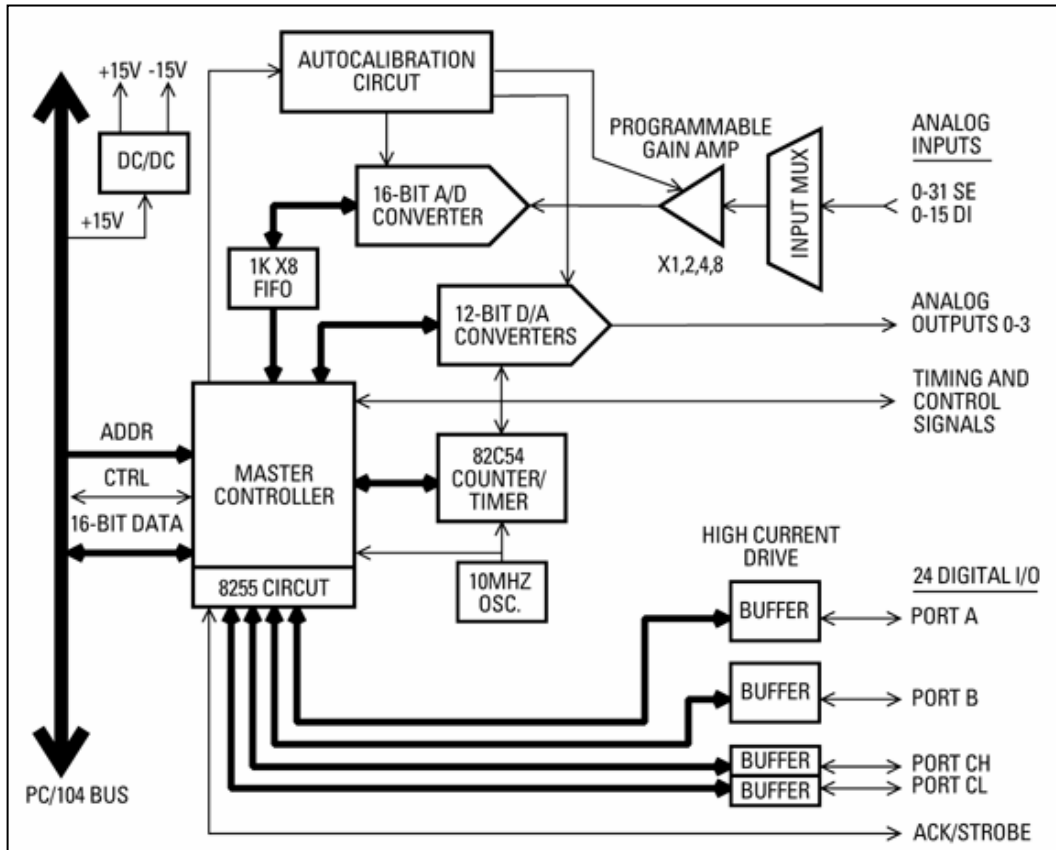 AUTOCALIBRATION
CIRCUT
+15V
-15V
DC/DC
+15V
PROGRAMMABLE
GAIN AMP
X1,2,4,8
INPUT MUX
ANALOG
INPUTS
0-31 SE
0-15 DI
16-BIT A/D
CONVERTER
1K X8
FIFO
12-BIT D/A
CONVERTERS
ANALOG
OUTPUTS 0-3
TIMING AND
CONTROL
SIGNALS
ADDR
CTRL
16-BIT DATA
MASTER
CONTROLLER
8255 CIRCUT
82C54
COUNTER/
TIMER
10MHZ
OSC.
HIGH CURRENT
DRIVE
24 DIGITAL I/O
BUFFER
PORT A
BUFFER
PORT B
BUFFER
PORT CH
BUFFER
PORT CL
ACK/STROBE
PC/104 BUS